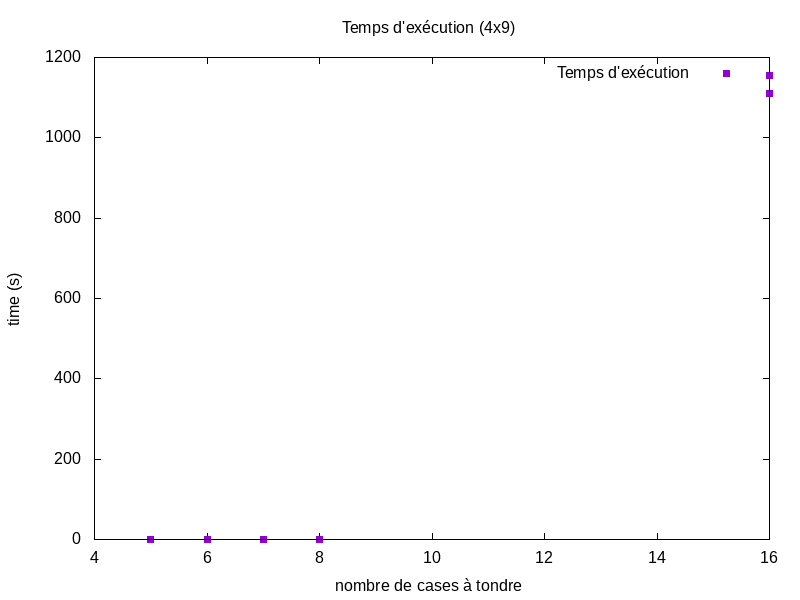 Temps d'exécution (4x9)
1200
Temps d'exécution
1000
800
600
time (s)
400
200
0
4 6 8 10 12 14 16
nombre de cases à tondre